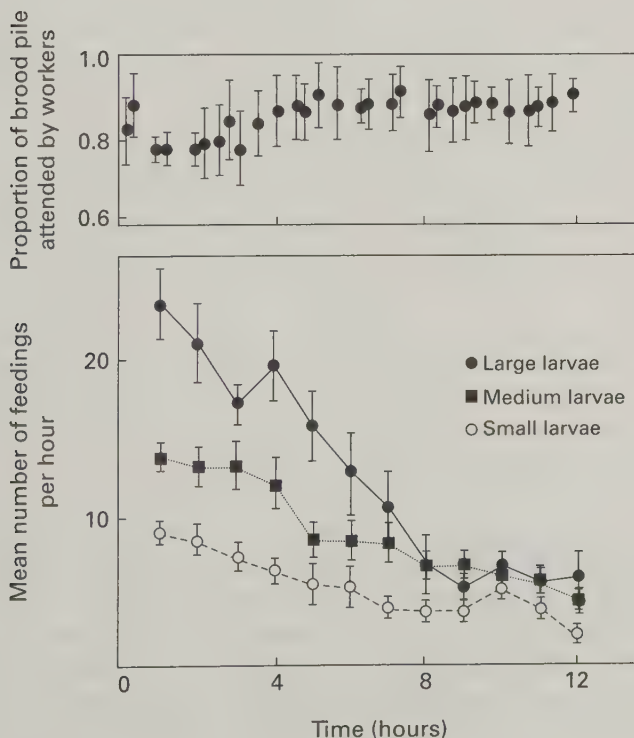 Proportion of brood pile
attended by workers
1.0
0.8
0.6
Mean number of feedings
per hour
20
10
Large larvae
Medium larvae
Small larvae
0
4
8
12
Time (hours)